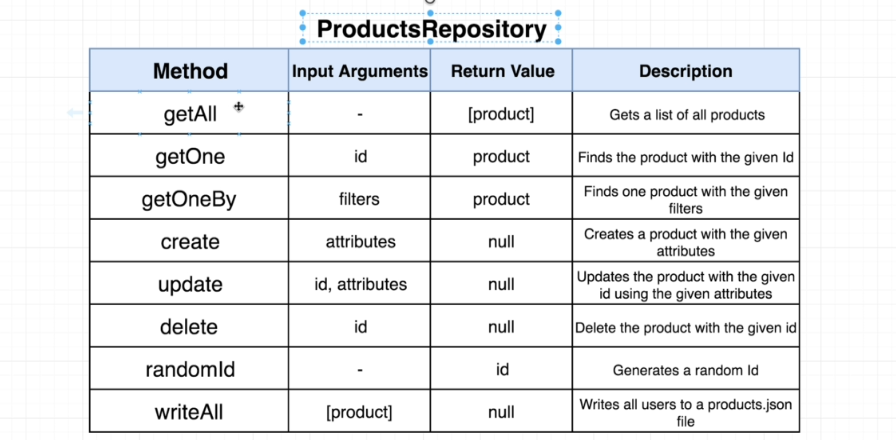 ProductsRepository
Method Input Arguments Return Value Description
getAll - [product] Gets a list of all products
getOne id product Finds the product with the given Id
getOneBy filters product Finds one product with the given
filters
create attributes null Creates a product with the given
attributes
update id, attributes null Updates the product with the given
id using the given attributes
delete id null Delete the product with the given id
randomId - id Generates a random Id
writeAll [product] null Writes all users to a products.json
file